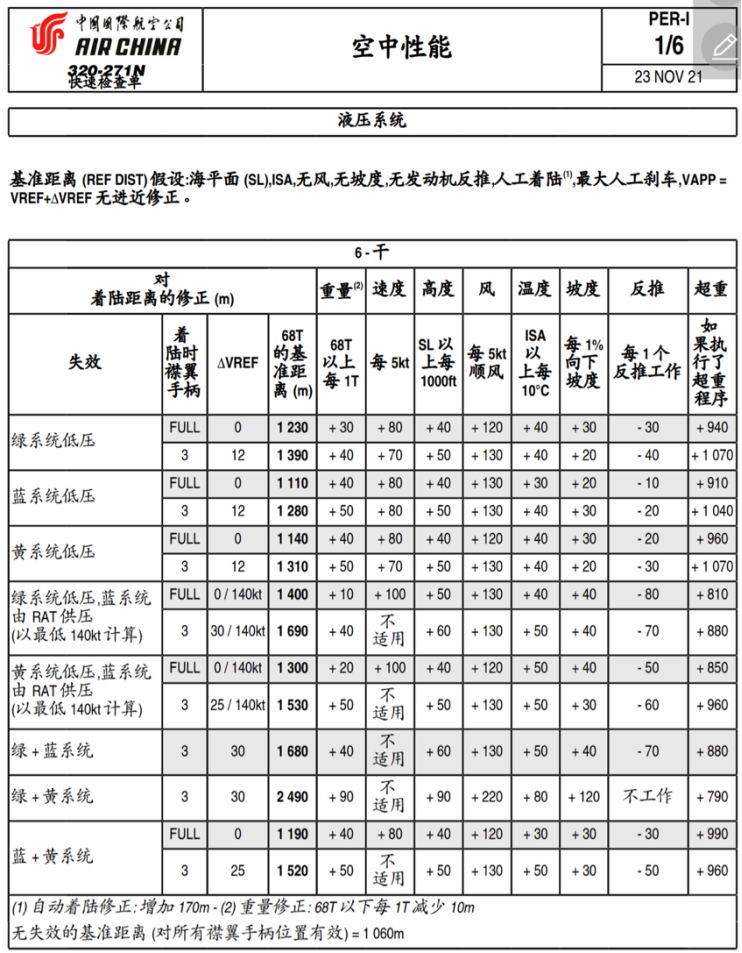 中国国际航空公司
AIR CHINA
320-271N
快速检查单
空中性能
PER-I
1/6
23 NOV 21
液压系统
基准距离 (REF DIST) 假设:海平面 (SL),ISA,无风,无坡度,无发动机反推,人工着陆(1),最大人工刹车,VAPP =
VREF+ΔVREF 无进近修正。
6 - 干
对
着陆距离的修正 (m) 重量(2) 速度 高度 风 温度 坡度 反推 超重
失效 着陆时襟翼手柄 ΔVREF 68T的基准距离 (m) 68T以上每 1T 每 5kt SL 以上每1000ft 每 5kt顺风 ISA以上每10°C 每 1%向下坡度 每 1 个反推工作 如果执行了超重程序
绿系统低压 FULL 0 1 230 + 30 + 80 + 40 + 120 + 40 + 30 - 30 + 940
3 12 1 390 + 40 + 70 + 50 + 130 + 40 + 20 - 40 + 1 070
蓝系统低压 FULL 0 1 110 + 40 + 80 + 40 + 130 + 30 + 20 - 10 + 910
3 12 1 280 + 50 + 80 + 50 + 130 + 40 + 30 - 20 + 1 040
黄系统低压 FULL 0 1 140 + 40 + 80 + 40 + 120 + 40 + 30 - 20 + 960
3 12 1 310 + 50 + 70 + 50 + 130 + 40 + 20 - 30 + 1 070
绿系统低压,蓝系统
由 RAT 供压
(以最低 140kt 计算) FULL 0 / 140kt 1 400 + 10 + 100 + 50 + 130 + 40 + 40 - 80 + 810
3 30 / 140kt 1 690 + 40 不适用 + 60 + 130 + 50 + 40 - 70 + 880
黄系统低压,蓝系统
由 RAT 供压
(以最低 140kt 计算) FULL 0 / 140kt 1 300 + 20 + 100 + 40 + 120 + 50 + 40 - 50 + 850
3 25 / 140kt 1 530 + 50 不适用 + 50 + 130 + 50 + 30 - 60 + 960
绿 + 蓝系统 3 30 1 680 + 40 不适用 + 60 + 130 + 50 + 40 - 70 + 880
绿 + 黄系统 3 30 2 490 + 90 不适用 + 90 + 220 + 80 + 120 不工作 + 790
蓝 + 黄系统 FULL 0 1 190 + 40 + 80 + 40 + 120 + 30 + 30 - 30 + 990
3 25 1 520 + 50 不适用 + 50 + 130 + 50 + 30 - 50 + 960
(1) 自动着陆修正: 增加 170m - (2) 重量修正: 68T 以下每 1T 减少 10m
无失效的基准距离 (对所有襟翼手柄位置有效) = 1 060m